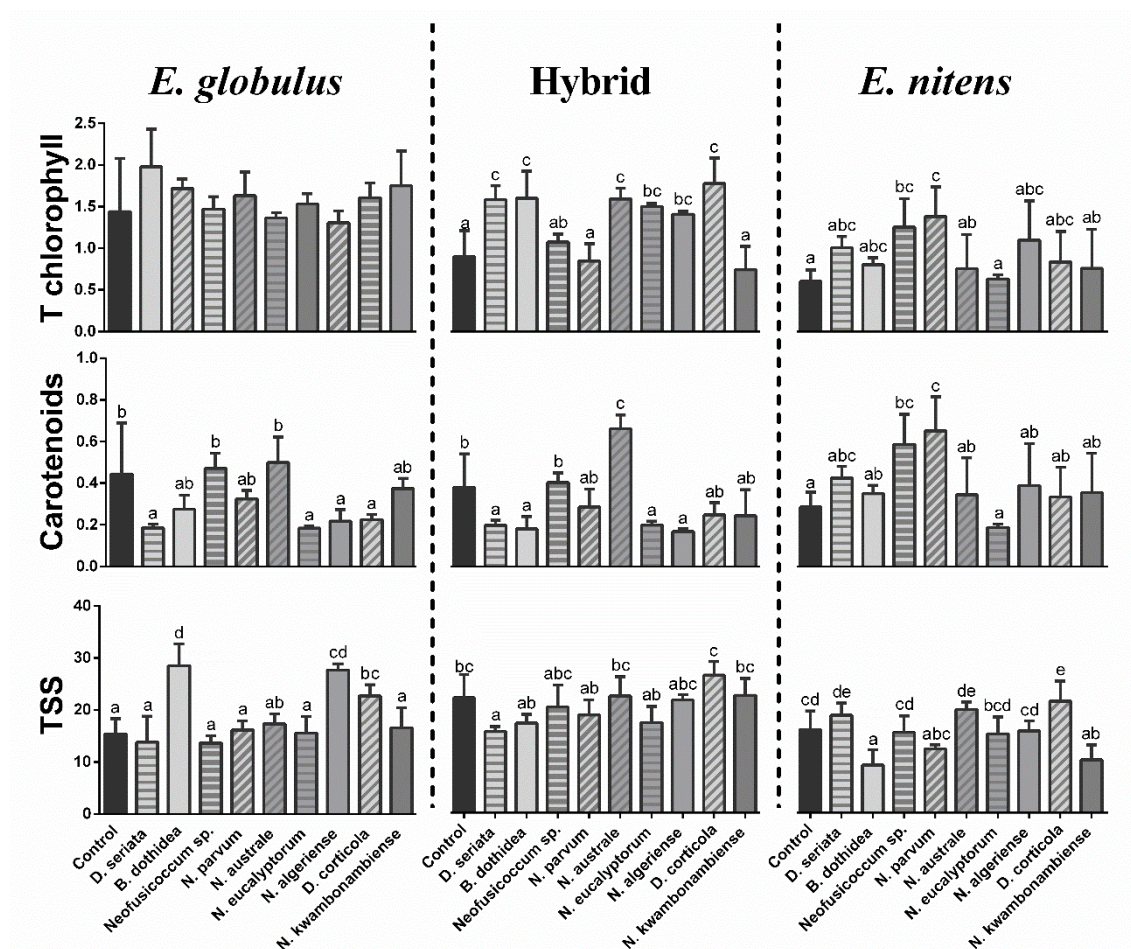 E. globulus Hybrid E. nitens
T chlorophyll
2.5
2.0
1.5
1.0
0.5
0.0
a c c ab a c bc bc c a
a abc abc bc c ab a abc abc ab
Carotenoids
1.0
0.8
0.6
0.4
0.2
0.0
b a ab b ab b a a a ab
b a a b ab c a a ab ab
a abc ab bc c ab a ab ab ab
TSS
40
30
20
10
0
a a d a a ab a cd bc a
bc a ab abc ab bc ab abc c bc
cd de a cd abc de bcd cd e ab
Control
D. seriata
B. dothidea
Neofusicoccum sp.
N. parvum
N. australe
N. eucalyptorum
N. algeriense
D. corticola
N. kwambonambiense
Control
D. seriata
B. dothidea
Neofusicoccum sp.
N. parvum
N. australe
N. eucalyptorum
N. algeriense
D. corticola
N. kwambonambiense
Control
D. seriata
B. dothidea
Neofusicoccum sp.
N. parvum
N. australe
N. eucalyptorum
N. algeriense
D. corticola
N. kwambonambiense